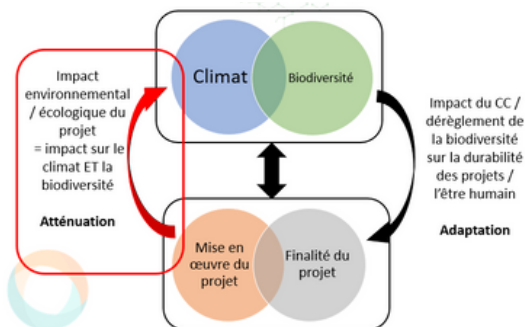 Climat
Biodiversité
Impact
environnemental
/ écologique du
projet
= impact sur le
climat ET la
biodiversité
Atténuation
Impact du CC /
dérèglement de
la biodiversité
sur la durabilité
des projets /
l'être humain
Adaptation
Mise en
œuvre du
projet
Finalité du
projet